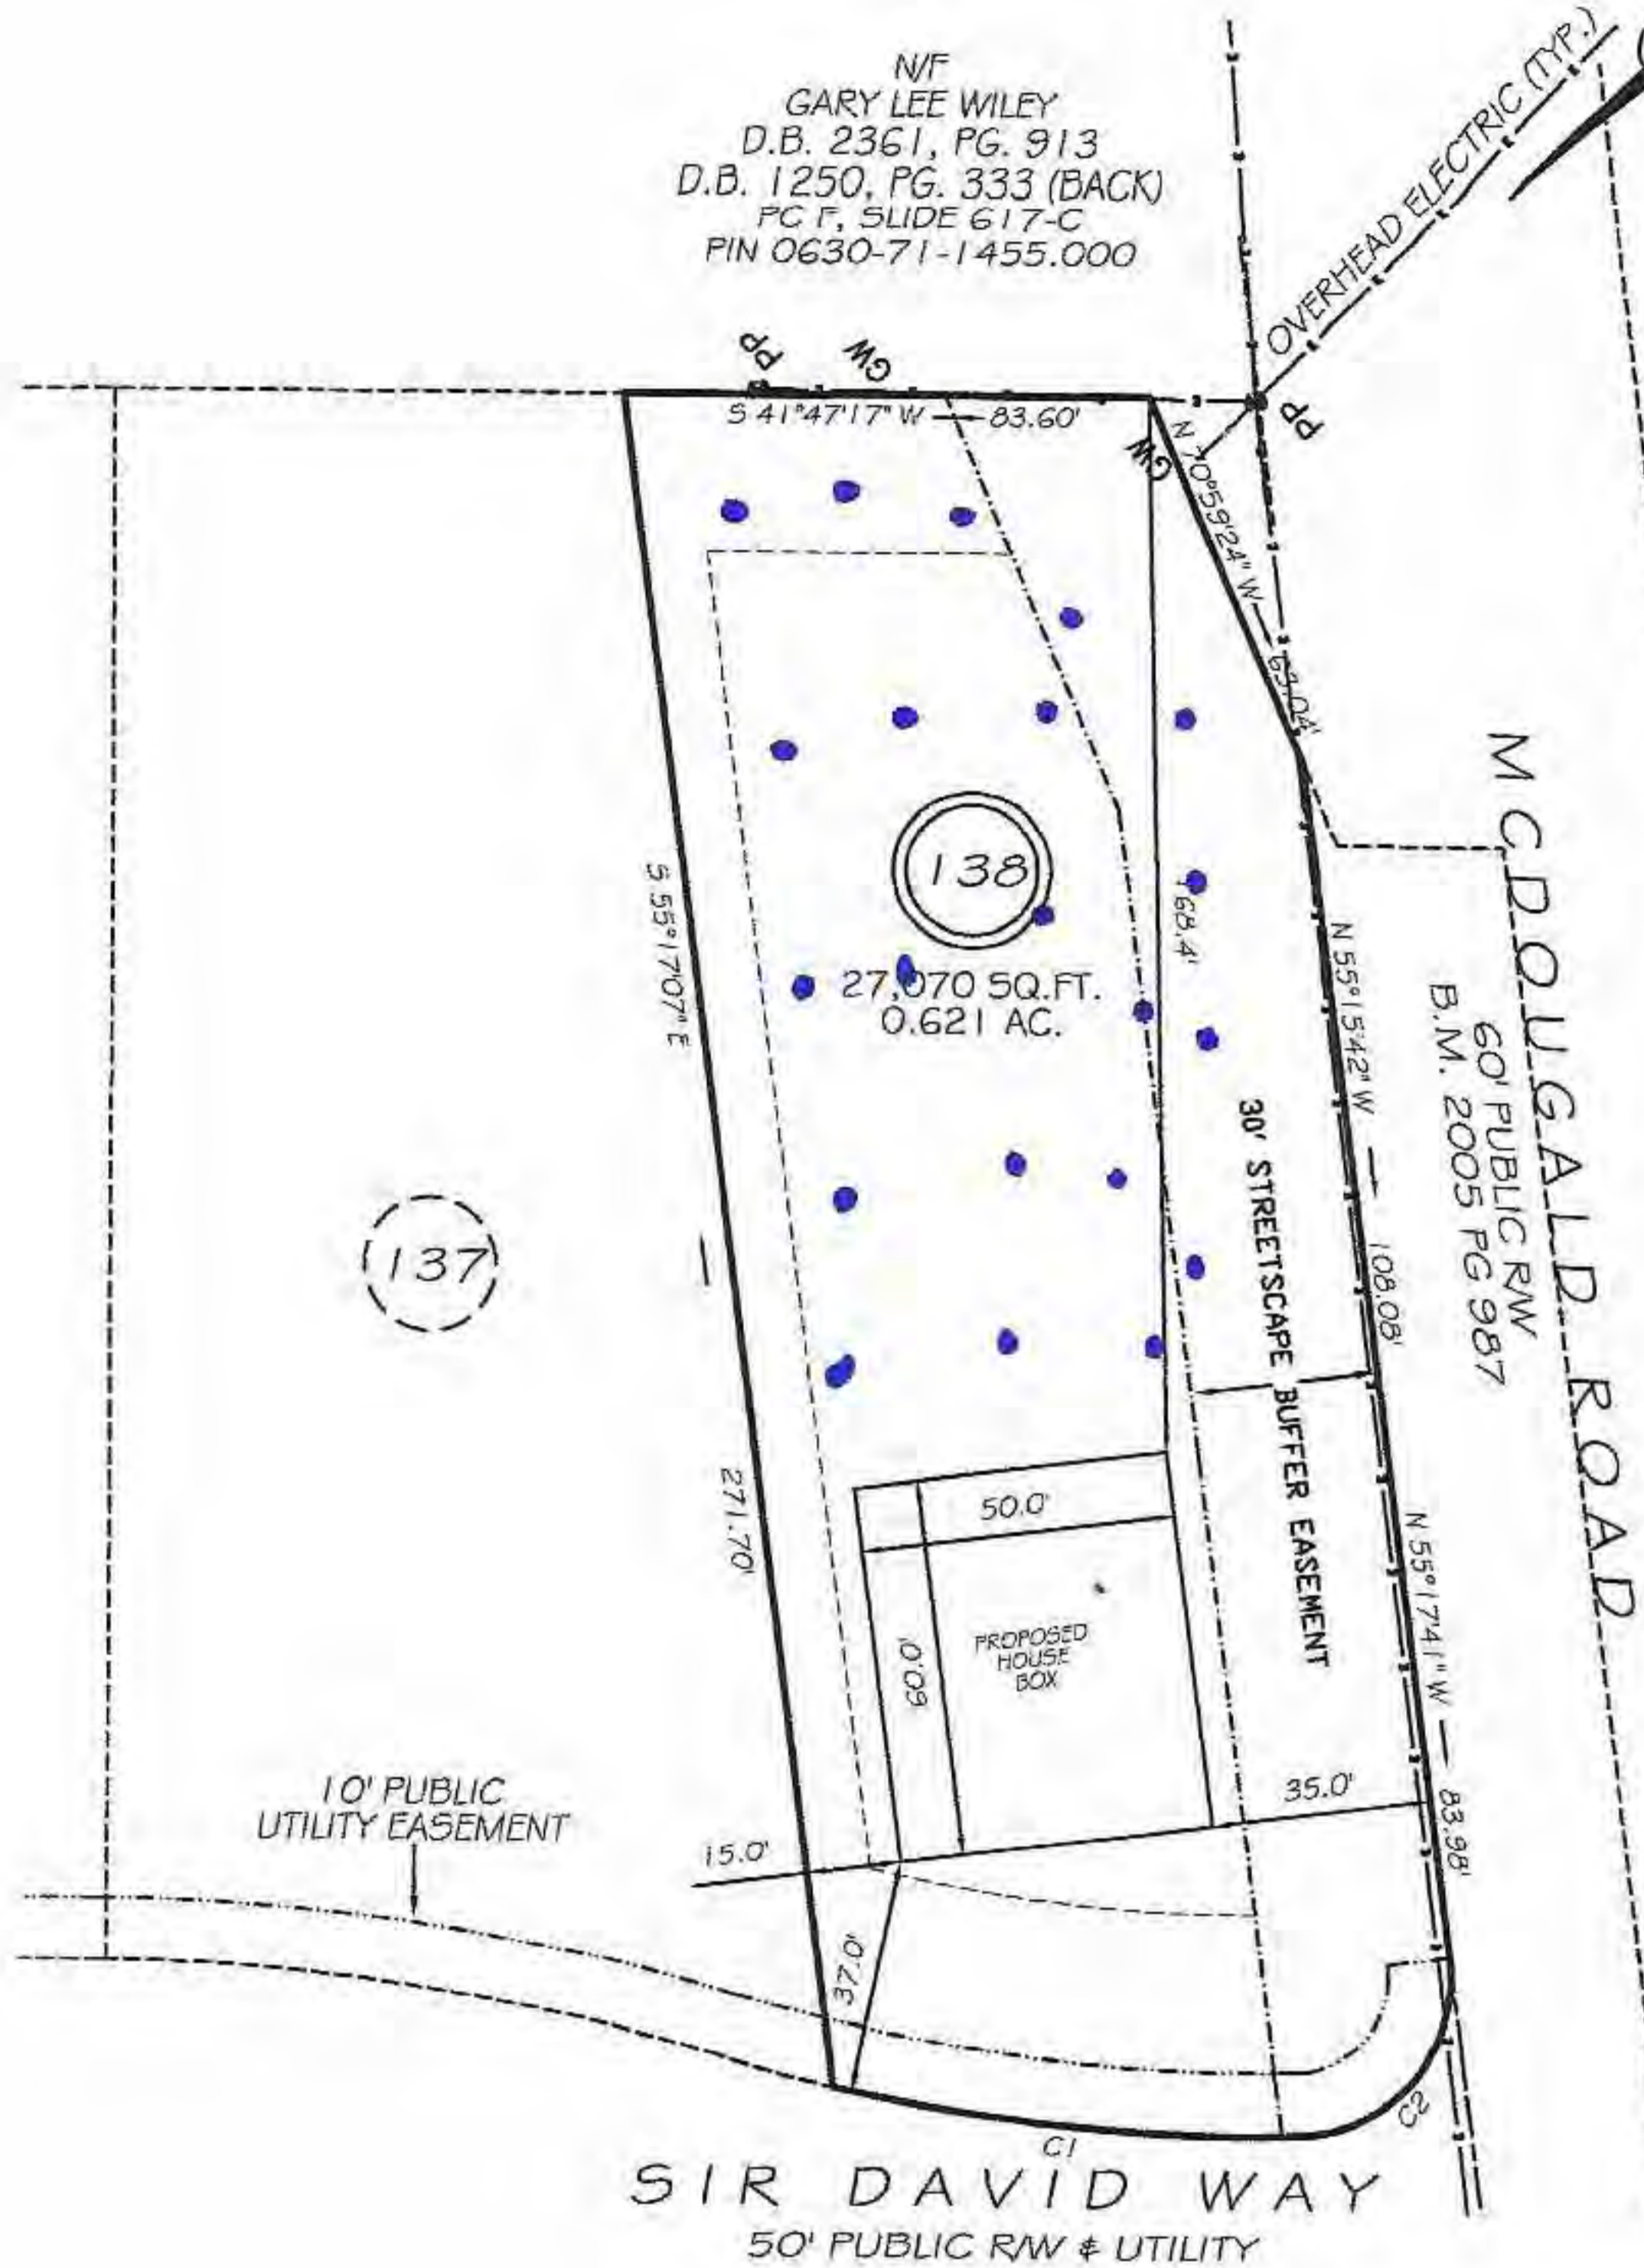 N/F
GARY LEE WILEY
D.B. 2361, PG. 913
D.B. 1250, PG. 333 (BACK)
PC F, SLIDE 617-C
PIN 0630-71-1455.000
OVERHEAD ELECTRIC (TYP.)
PP
GW
S 41°47'17" W 83.60'
PP
GW
N 70°59'24" W 69.04'
MCDOUGALD ROAD
60' PUBLIC R/W
B.M. 2005 PG 987
138
27,070 SQ.FT.
0.621 AC.
168.4'
S 55°17'07" E 271.70'
N 55°15'42" W 108.08'
30' STREETSCAPE BUFFER EASEMENT
137
50.0'
60.0'
PROPOSED
HOUSE
BOX
N 55°17'41" W 83.98'
10' PUBLIC
UTILITY EASEMENT
35.0'
15.0'
37.0'
C1
C2
SIR DAVID WAY
50' PUBLIC R/W & UTILITY